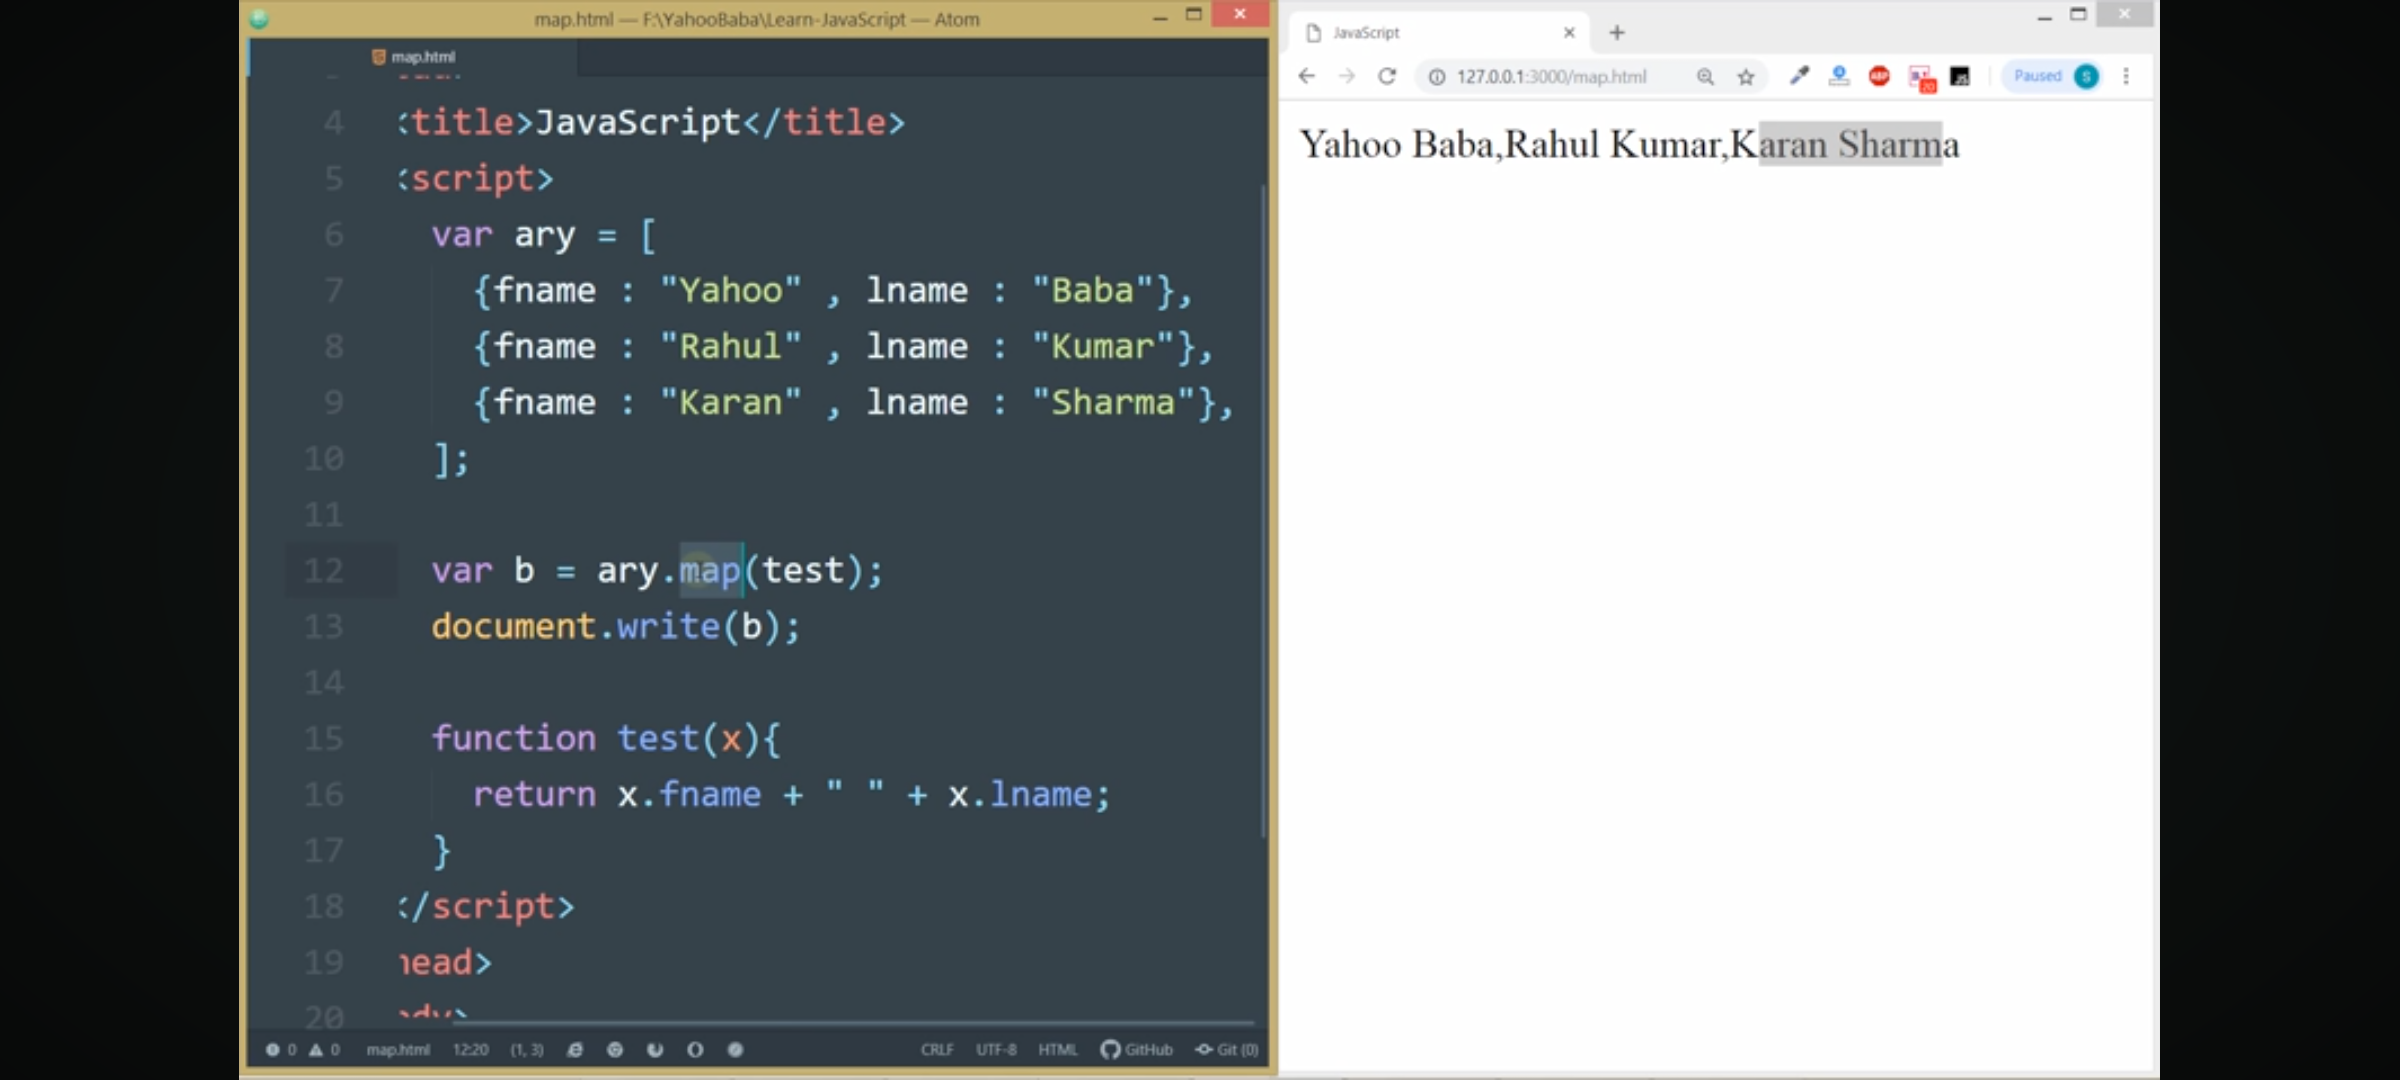 map.html — F:\YahooBaba\Learn-JavaScript — Atom
map.html
4 <title>JavaScript</title>
5 <script>
6 var ary = [
7 {fname : "Yahoo" , lname : "Baba"},
8 {fname : "Rahul" , lname : "Kumar"},
9 {fname : "Karan" , lname : "Sharma"},
10 ];
11
12 var b = ary.map(test);
13 document.write(b);
14
15 function test(x){
16 return x.fname + " " + x.lname;
17 }
18 </script>
19 head>
20
0 0 map.html 12:20 (1, 3) CRLF UTF-8 HTML GitHub Git (0)
JavaScript
127.0.0.1:3000/map.html ABP 20 JS Paused S
Yahoo Baba,Rahul Kumar,Karan Sharma